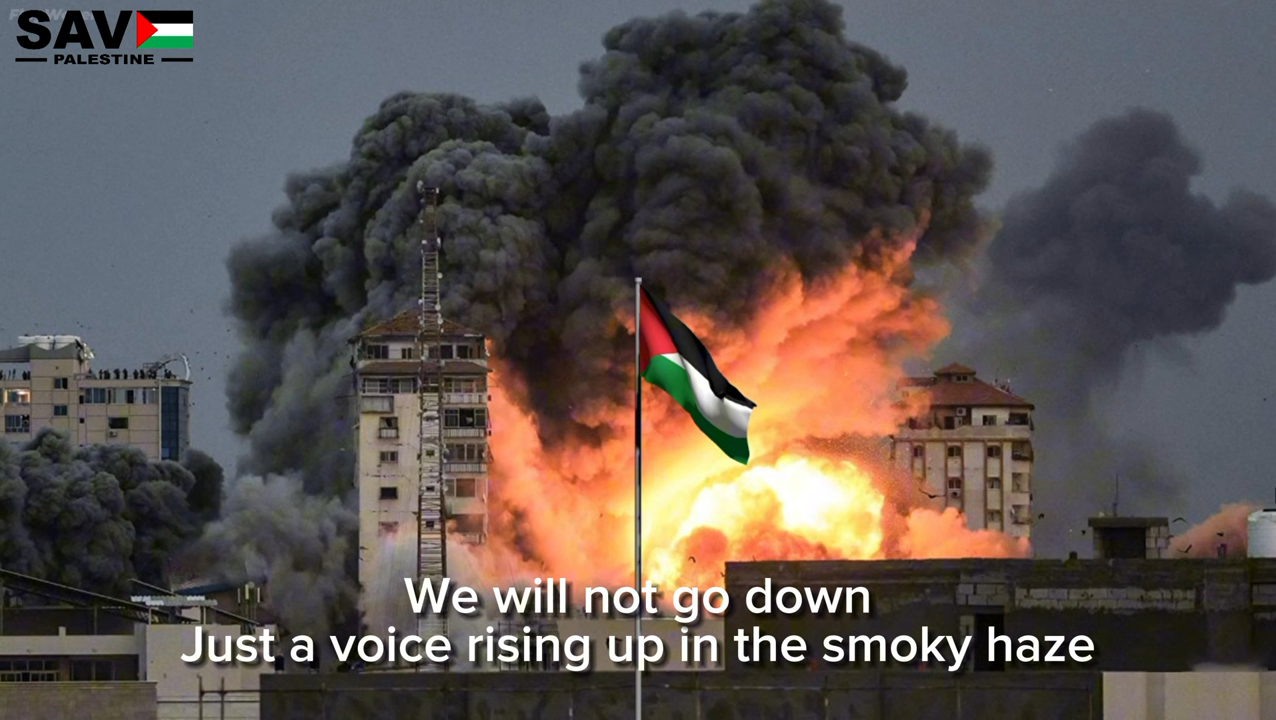 SAV
PALESTINE
We will not go down
Just a voice rising up in the smoky haze